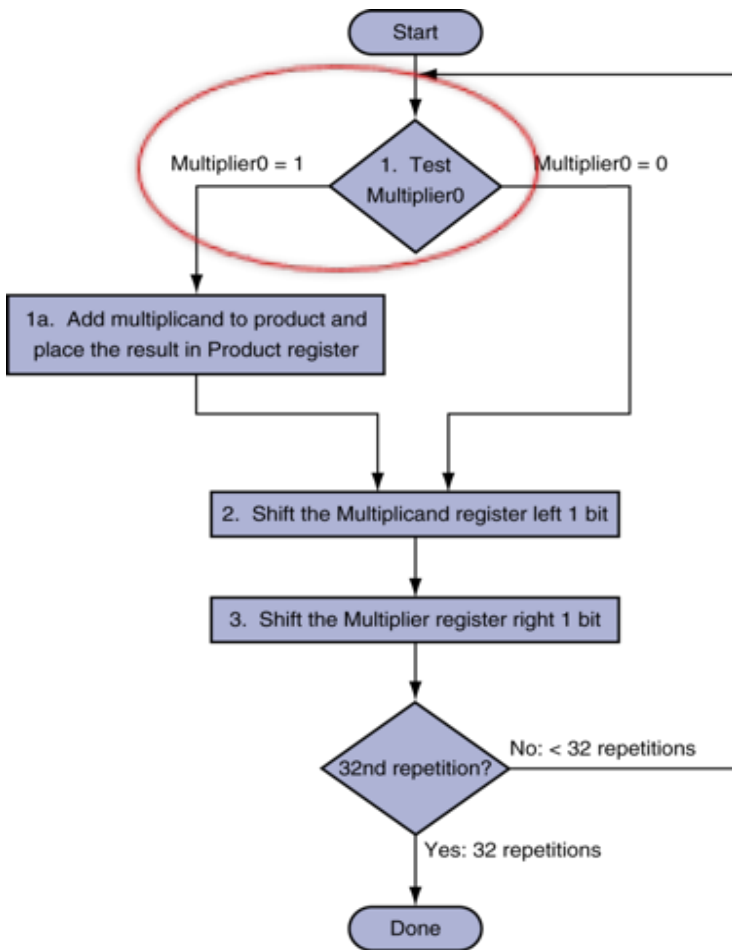 Start
Multiplier0 = 1
1. Test
Multiplier0
Multiplier0 = 0
1a. Add multiplicand to product and
place the result in Product register
2. Shift the Multiplicand register left 1 bit
3. Shift the Multiplier register right 1 bit
32nd repetition?
No: < 32 repetitions
Yes: 32 repetitions
Done